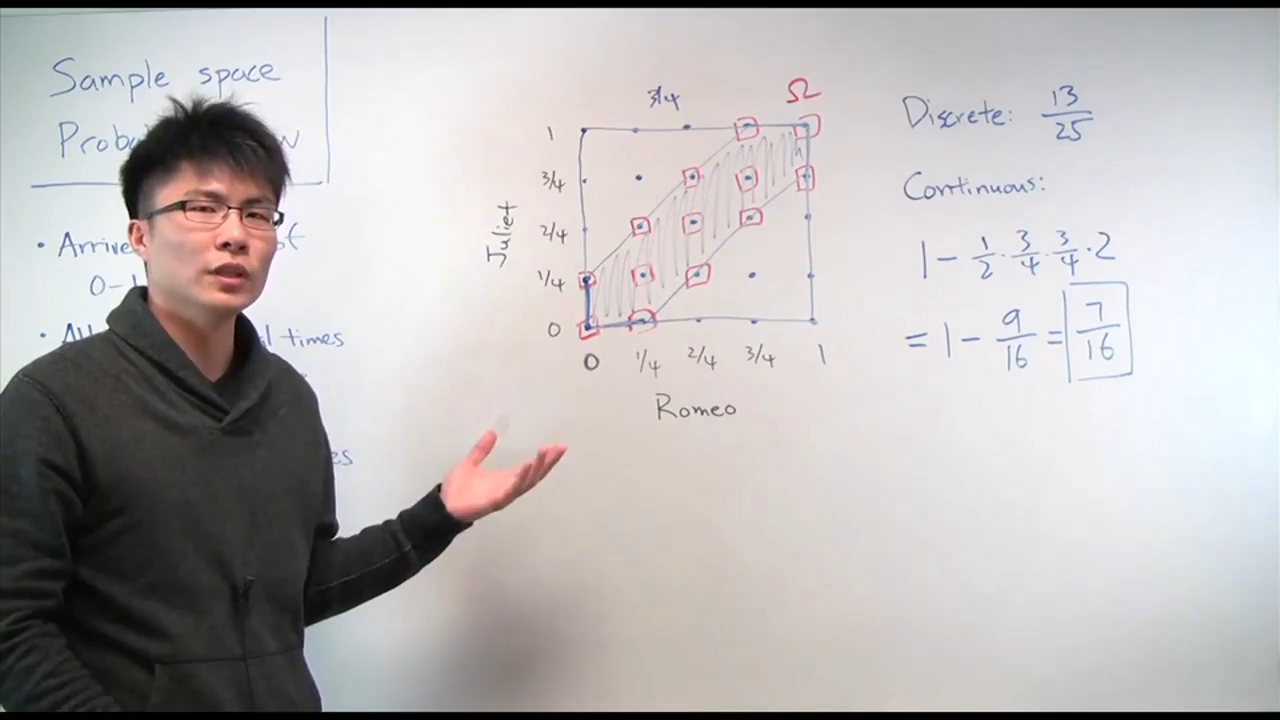 Sample space
• Arrive
0-1
times
3/4
Ω
1
3/4
2/4
1/4
0
Juliet
0 1/4 2/4 3/4 1
Romeo
Discrete: 13/25
Continuous:
1 - 1/2 · 3/4 · 3/4 · 2
= 1 - 9/16 = 7/16